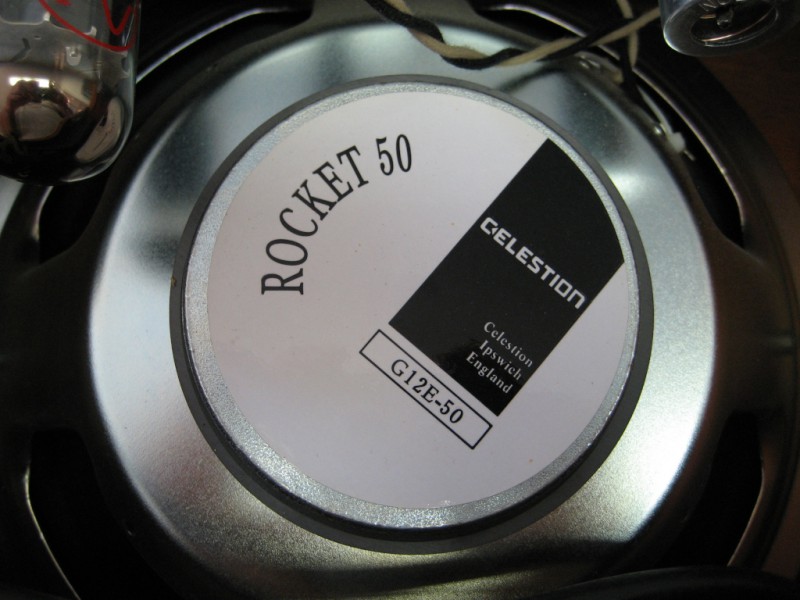 ROCKET 50
CELESTION
Celestion
Ipswich
England
G12E-50